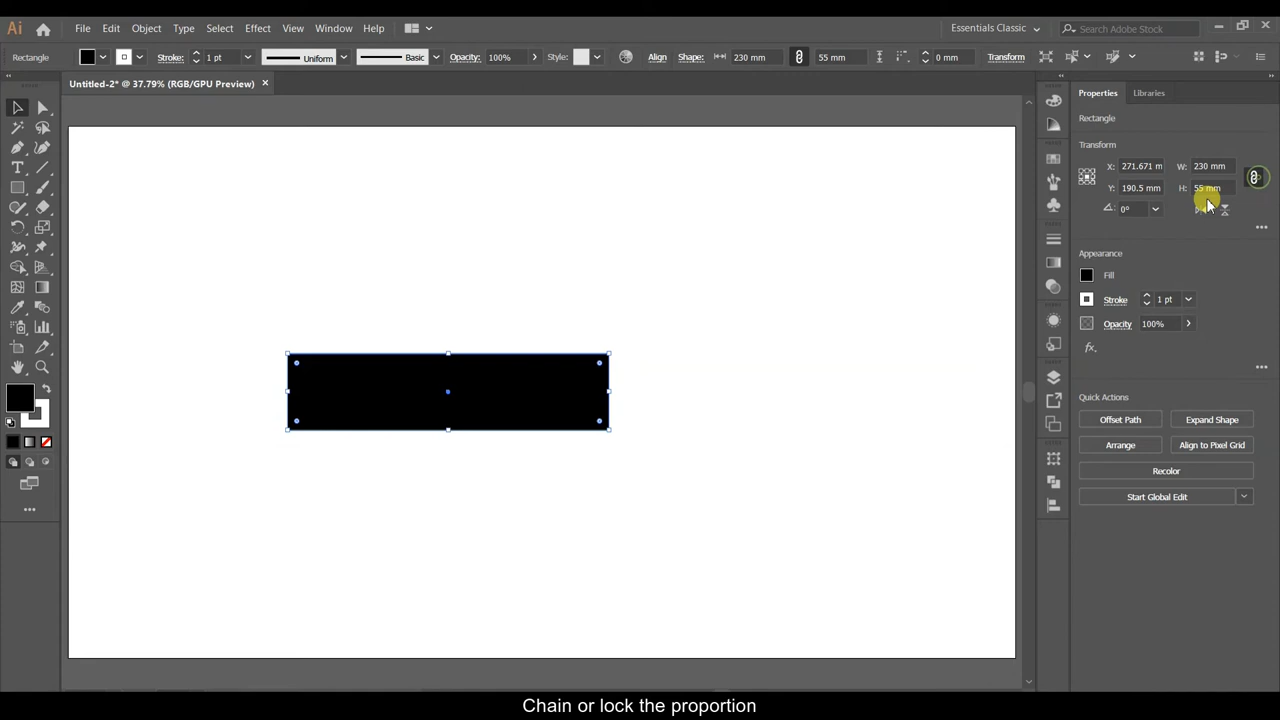 Ai File Edit Object Type Select Effect View Window Help Essentials Classic Search Adobe Stock
Rectangle Stroke: 1 pt Uniform Basic Opacity: 100% Style: Align Shape: 230 mm 55 mm 0 mm Transform
Untitled-2* @ 37.79% (RGB/GPU Preview) ×
Properties Libraries
Rectangle
Transform
X: 271.671 m W: 230 mm
Y: 190.5 mm H: 55 mm
0°
Appearance
Fill
Stroke 1 pt
Opacity 100%
fx.
Quick Actions
Offset Path Expand Shape
Arrange Align to Pixel Grid
Recolor
Start Global Edit
Chain or lock the proportion